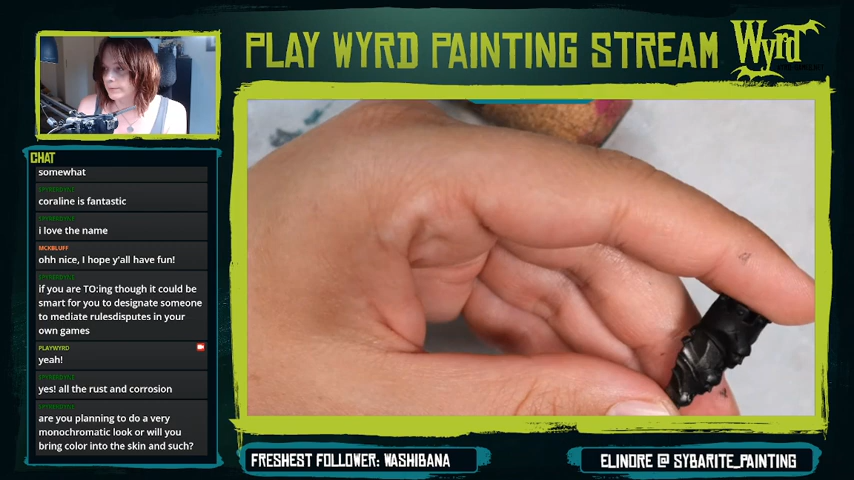 PLAY WYRD PAINTING STREAM
Wyrd
CHAT
somewhat
coraline is fantastic
i love the name
MCKBLUFF
ohh nice, I hope y'all have fun!
if you are TO:ing though it could be
smart for you to designate someone
to mediate rulesdisputes in your
own games
PLAYWYRD
yeah!
yes! all the rust and corrosion
are you planning to do a very
monochromatic look or will you
bring color into the skin and such?
FRESHEST FOLLOWER: WASHIBANA
ELINORE @ SYBARITE_PAINTING